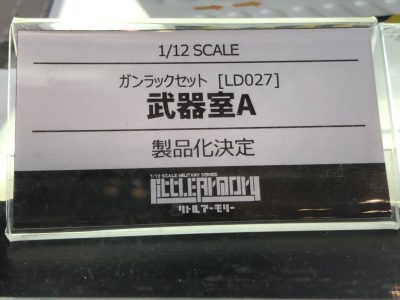 1/12 SCALE
ガンラックセット [LD027]
武器室A
製品化決定
1/12 SCALE MILITARY SERIES
LittleArmory
リトルアーモリー